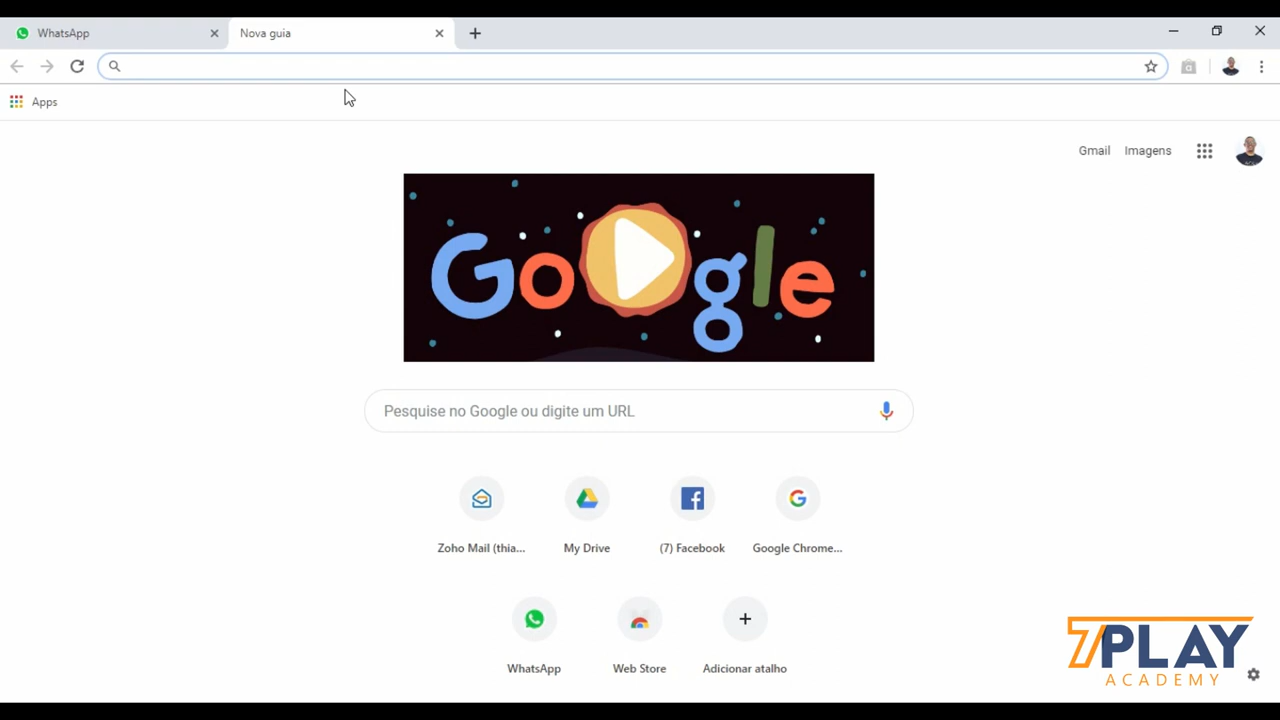 WhatsApp
Nova guia
Apps
Gmail
Imagens
Google
Pesquise no Google ou digite um URL
Zoho Mail (thia...
My Drive
(7) Facebook
Google Chrome...
WhatsApp
Web Store
Adicionar atalho
7PLAY
ACADEMY